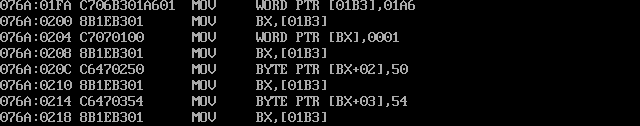 076A:01FA C706B301A601 MOV WORD PTR [01B3],01A6
076A:0200 8B1EB301 MOV BX,[01B3]
076A:0204 C7070100 MOV WORD PTR [BX],0001
076A:0208 8B1EB301 MOV BX,[01B3]
076A:020C C6470250 MOV BYTE PTR [BX+02],50
076A:0210 8B1EB301 MOV BX,[01B3]
076A:0214 C6470354 MOV BYTE PTR [BX+03],54
076A:0218 8B1EB301 MOV BX,[01B3]